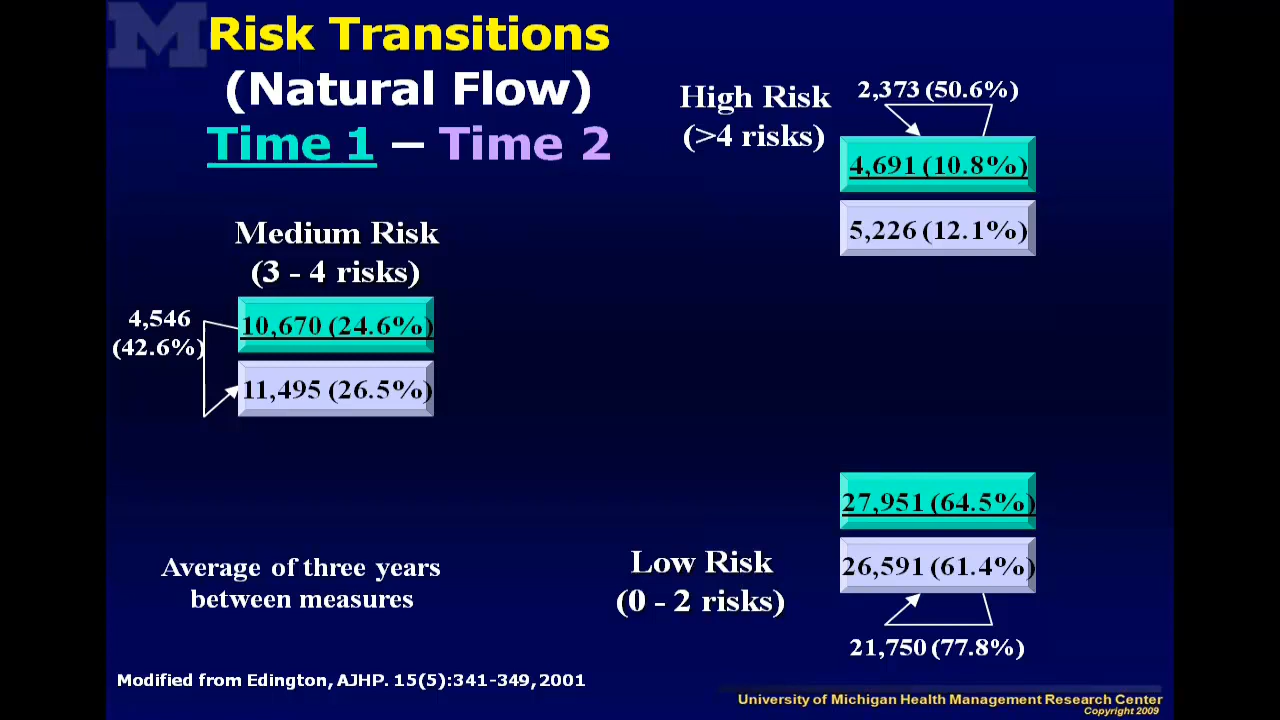 M
Risk Transitions
(Natural Flow)
Time 1 – Time 2
High Risk
(>4 risks)
2,373 (50.6%)
4,691 (10.8%)
5,226 (12.1%)
Medium Risk
(3 - 4 risks)
4,546
(42.6%)
10,670 (24.6%)
11,495 (26.5%)
27,951 (64.5%)
26,591 (61.4%)
Low Risk
(0 - 2 risks)
21,750 (77.8%)
Average of three years
between measures
Modified from Edington, AJHP. 15(5):341-349, 2001
University of Michigan Health Management Research Center
Copyright 2009